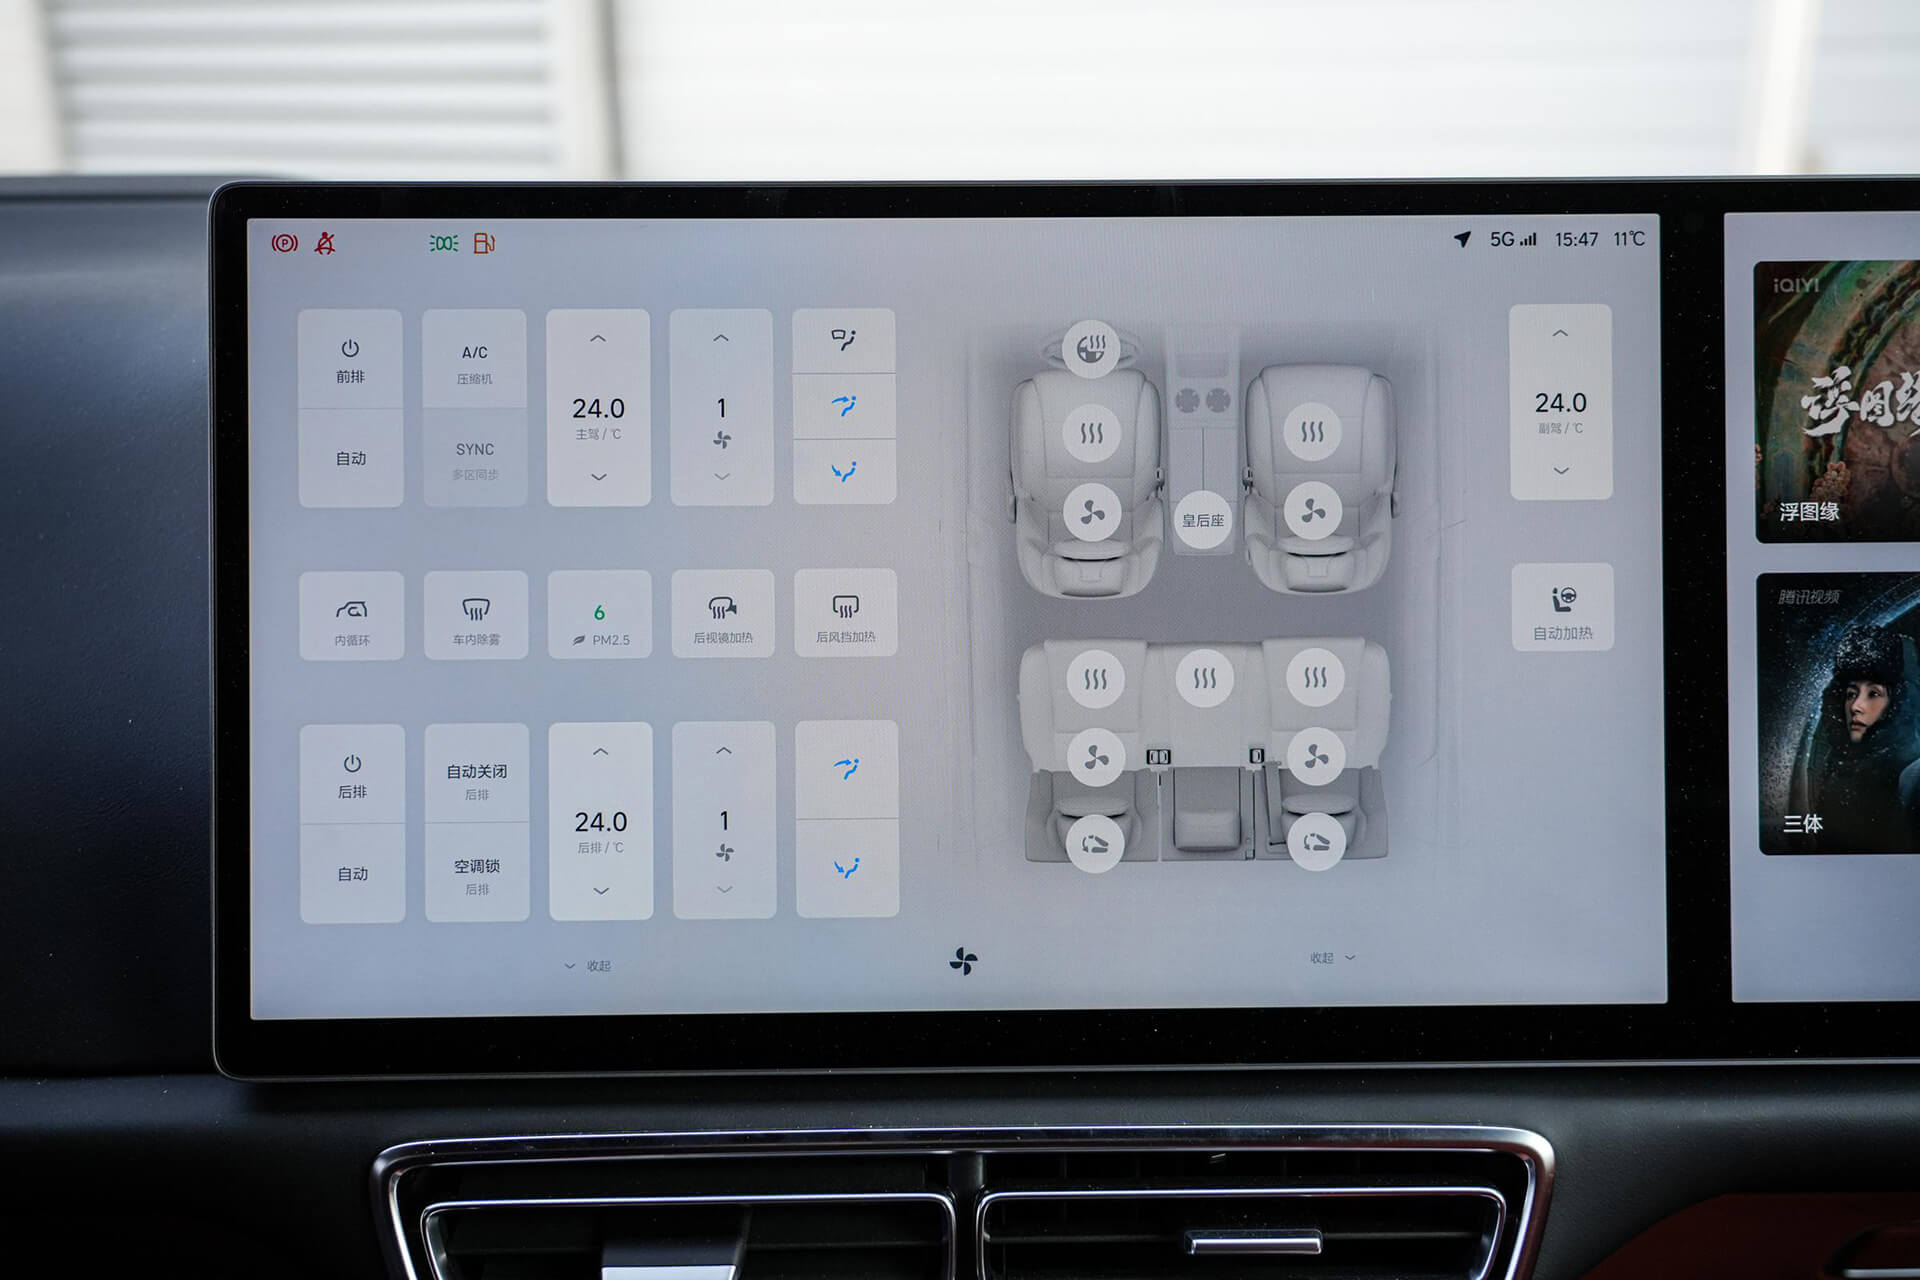 5G 15:47 11℃
前排
自动
A/C
压缩机
SYNC
多区同步
24.0
主驾 / ℃
1
皇后座
24.0
副驾 / ℃
内循环
车内除雾
6
PM2.5
后视镜加热
后风挡加热
自动加热
后排
自动
自动关闭
后排
空调锁
后排
24.0
后排 / ℃
1
收起
收起
iQIYI
浮图缘
浮图缘
腾讯视频
三体